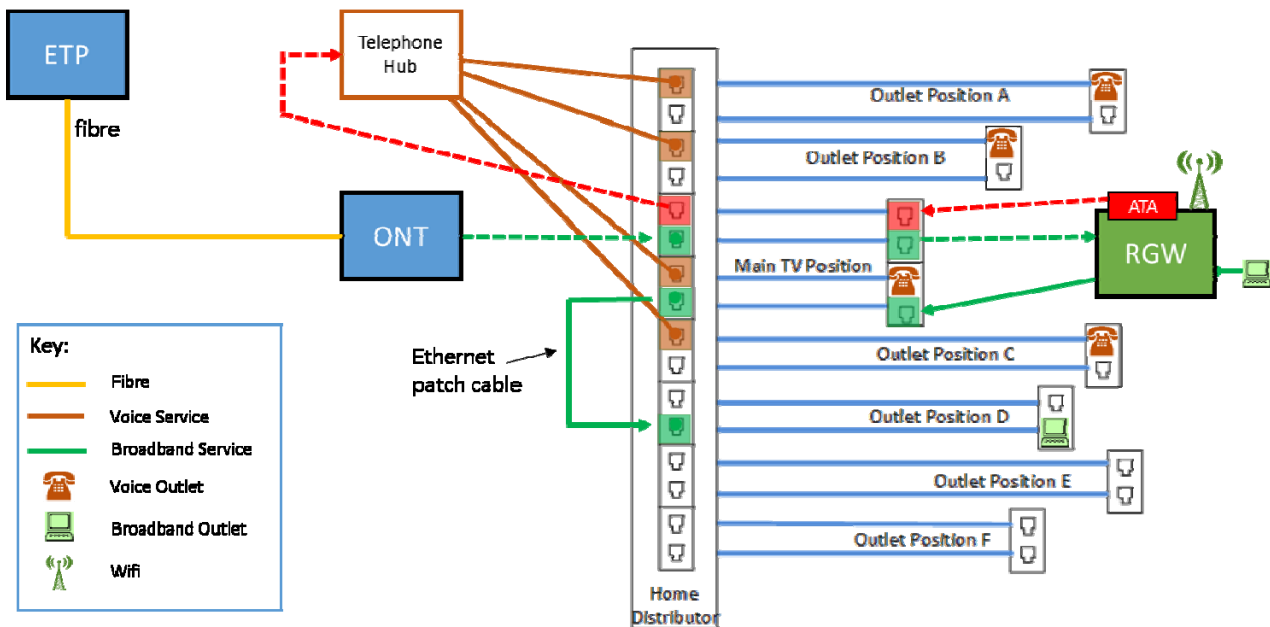 ETP
Telephone
Hub
fibre
ONT
Outlet Position A
Outlet Position B
ATA
RGW
Main TV Position
Ethernet
patch cable
Outlet Position C
Outlet Position D
Outlet Position E
Outlet Position F
Home
Distributor
Key:
Fibre
Voice Service
Broadband Service
Voice Outlet
Broadband Outlet
Wifi